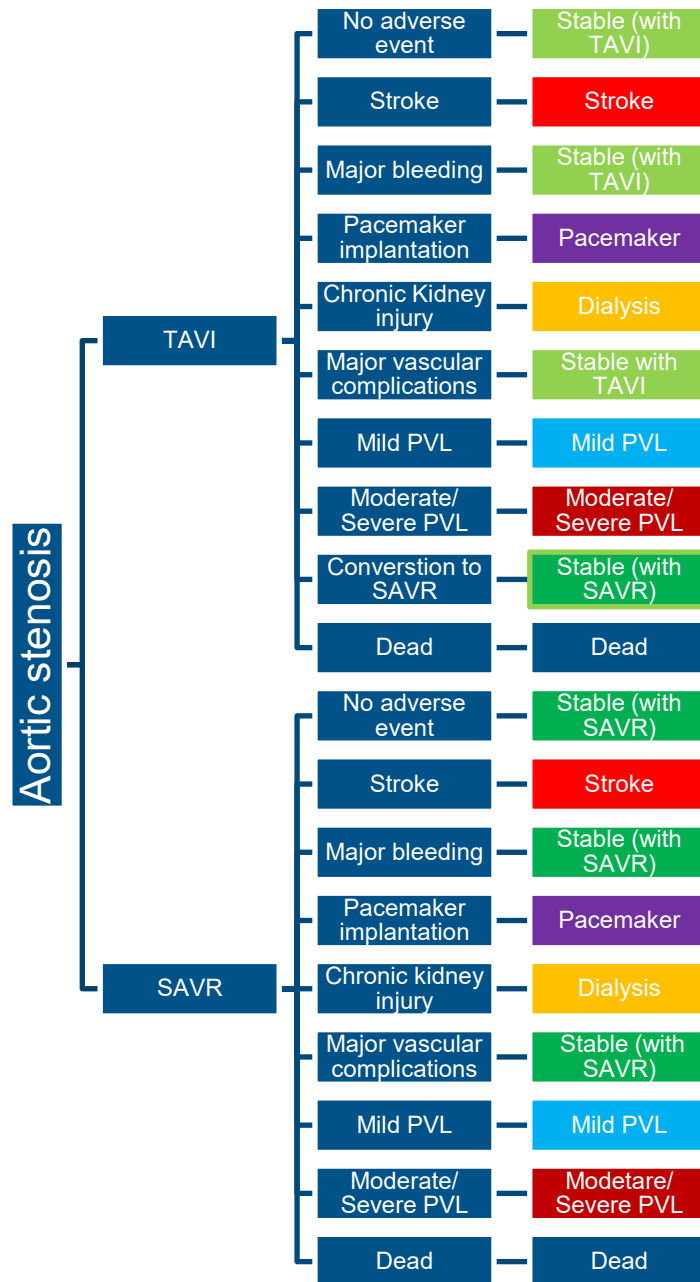 Aortic stenosis
TAVI
No adverse
event
Stable (with
TAVI)
Stroke
Stroke
Major bleeding
Stable (with
TAVI)
Pacemaker
implantation
Pacemaker
Chronic Kidney
injury
Dialysis
Major vascular
complications
Stable with
TAVI
Mild PVL
Mild PVL
Moderate/
Severe PVL
Moderate/
Severe PVL
Converstion to
SAVR
Stable (with
SAVR)
Dead
Dead
SAVR
No adverse
event
Stable (with
SAVR)
Stroke
Stroke
Major bleeding
Stable (with
SAVR)
Pacemaker
implantation
Pacemaker
Chronic kidney
injury
Dialysis
Major vascular
complications
Stable (with
SAVR)
Mild PVL
Mild PVL
Moderate/
Severe PVL
Modetare/
Severe PVL
Dead
Dead